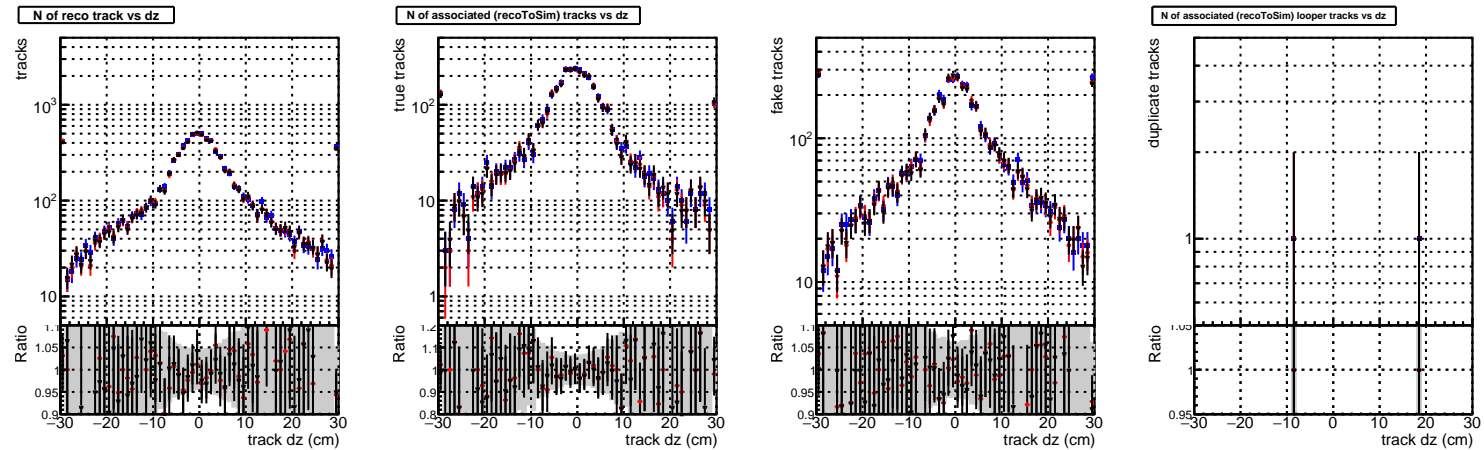 N of reco track vs dz
tracks
10³
10²
10
Ratio
1.1
1.05
1
0.95
0.9
−30 −20 −10 0 10 20 30
track dz (cm)
N of associated (recoToSim) tracks vs dz
true tracks
10²
10
1
Ratio
1.2
1.1
1
0.9
0.8
−30 −20 −10 0 10 20 30
track dz (cm)
fake tracks
10²
10
Ratio
1.1
1.05
1
0.95
0.9
−30 −20 −10 0 10 20 30
track dz (cm)
N of associated (recoToSim) looper tracks vs dz
duplicate tracks
1
Ratio
1.05
1
0.95
−30 −20 −10 0 10 20 30
track dz (cm)